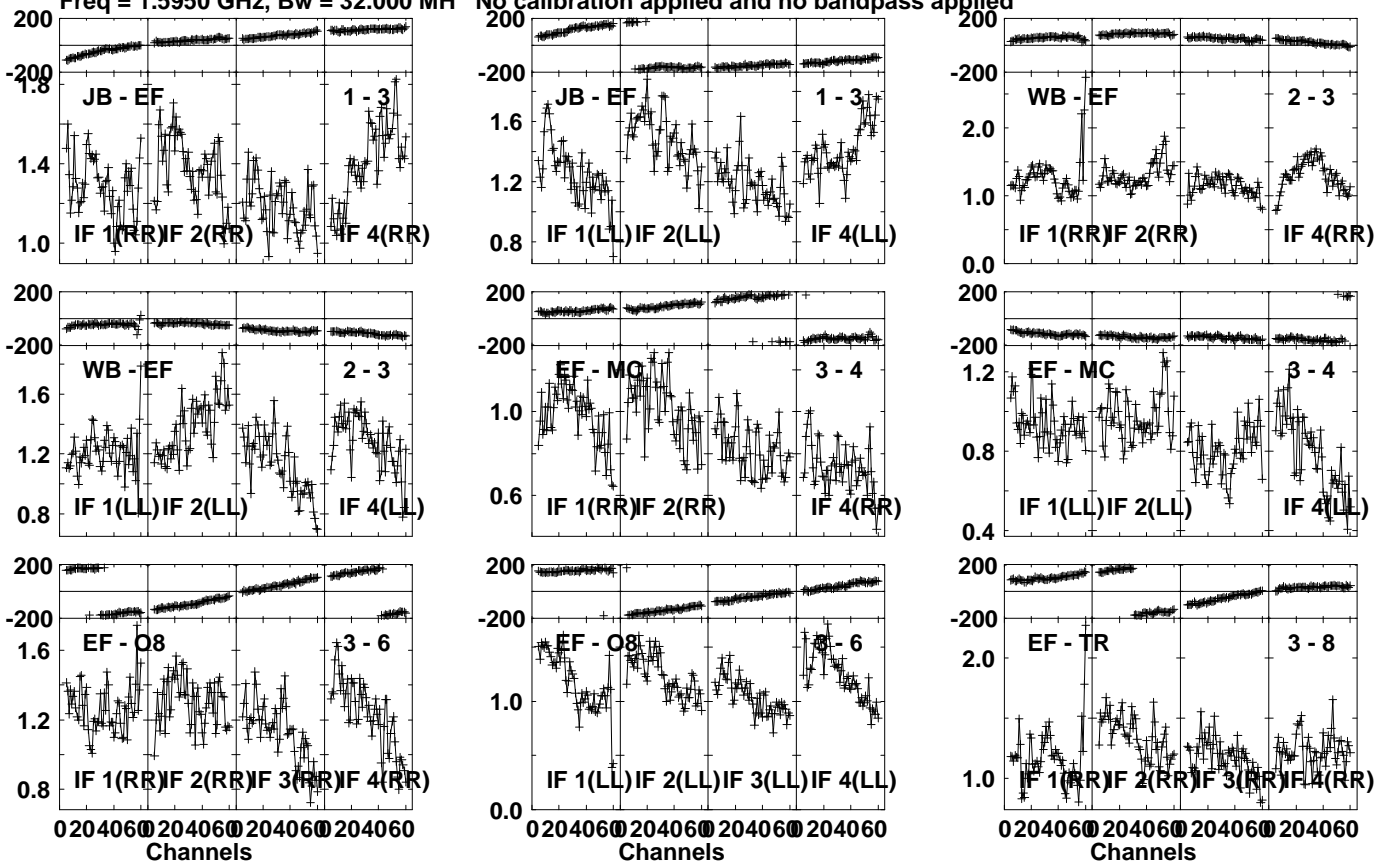 Freq = 1.5950 GHz, Bw = 32.000 MH No calibration applied and no bandpass applied
200
-200
1.8
1.4
1.0
JB - EF
1 - 3
IF 1(RR)
IF 2(RR)
IF 4(RR)
200
-200
1.6
1.2
0.8
JB - EF
1 - 3
IF 1(LL)
IF 2(LL)
IF 4(LL)
200
-200
2.0
1.0
0.0
WB - EF
2 - 3
IF 1(RR)
IF 2(RR)
IF 4(RR)
200
-200
1.6
1.2
0.8
WB - EF
2 - 3
IF 1(LL)
IF 2(LL)
IF 4(LL)
200
-200
1.0
0.6
EF - MC
3 - 4
IF 1(RR)
IF 2(RR)
IF 4(RR)
200
-200
1.2
0.8
0.4
EF - MC
3 - 4
IF 1(LL)
IF 2(LL)
IF 4(LL)
200
-200
1.6
1.2
0.8
EF - O8
3 - 6
IF 1(RR)
IF 2(RR)
IF 3(RR)
IF 4(RR)
0 20 40 60 0 20 40 60 0 20 40 60 0 20 40 60
Channels
200
-200
1.0
0.0
EF - O8
3 - 6
IF 1(LL)
IF 2(LL)
IF 3(LL)
IF 4(LL)
0 20 40 60 0 20 40 60 0 20 40 60 0 20 40 60
Channels
200
-200
2.0
1.0
EF - TR
3 - 8
IF 1(RR)
IF 2(RR)
IF 3(RR)
IF 4(RR)
0 20 40 60 0 20 40 60 0 20 40 60 0 20 40 60
Channels